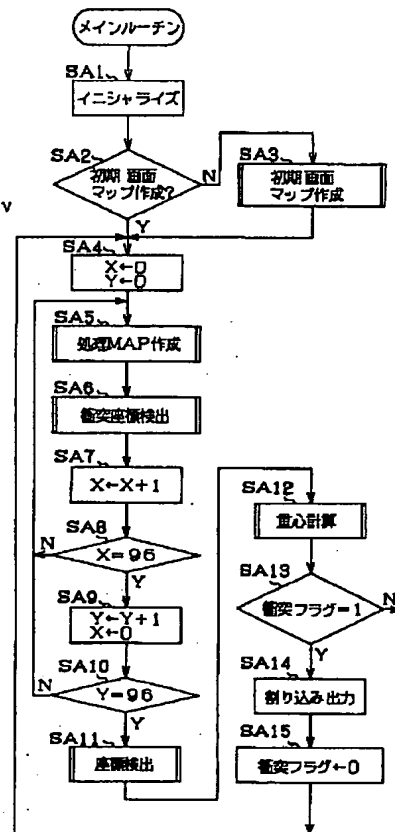 メインルーチン
SA1
イニシャライズ
SA2
初期画面
マップ作成?
N
Y
SA3
初期画面
マップ作成
ν
SA4
X←0
Y←0
SA5
処理MAP作成
SA6
衝突座標検出
SA7
X←X+1
SA8
X=96
N
Y
SA9
Y←Y+1
X←0
SA10
Y=96
N
Y
SA11
座標検出
SA12
重心計算
SA13
衝突フラグ=1
N
Y
SA14
割り込み出力
SA15
衝突フラグ←0